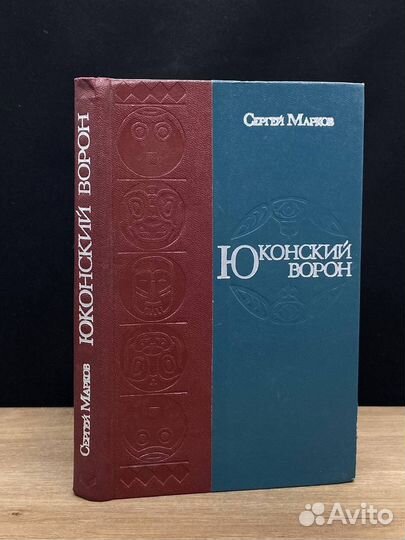 Сергей Марков
Юконский
ворон
Сергей Марков Юконский ворон
Avito